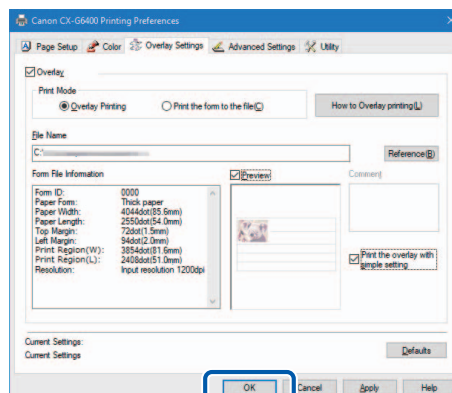 Canon CX-G6400 Printing Preferences
Page Setup Color Overlay Settings Advanced Settings Utility
Overlay
Print Mode
Overlay Printing Print the form to the file(C) How to Overlay printing(L)
File Name
C:\ Reference(B)
Form File Information Preview Comment
Form ID: 0000
Paper Form: Thick paper
Paper Width: 4044dot(85.6mm)
Paper Length: 2550dot(54.0mm)
Top Margin: 72dot(1.5mm)
Left Margin: 94dot(2.0mm)
Print Region(W): 3854dot(81.6mm)
Print Region(L): 2408dot(51.0mm)
Resolution: Input resolution 1200dpi
Print the overlay with
simple setting
Current Settings:
Current Settings
Defaults
OK Cancel Apply Help